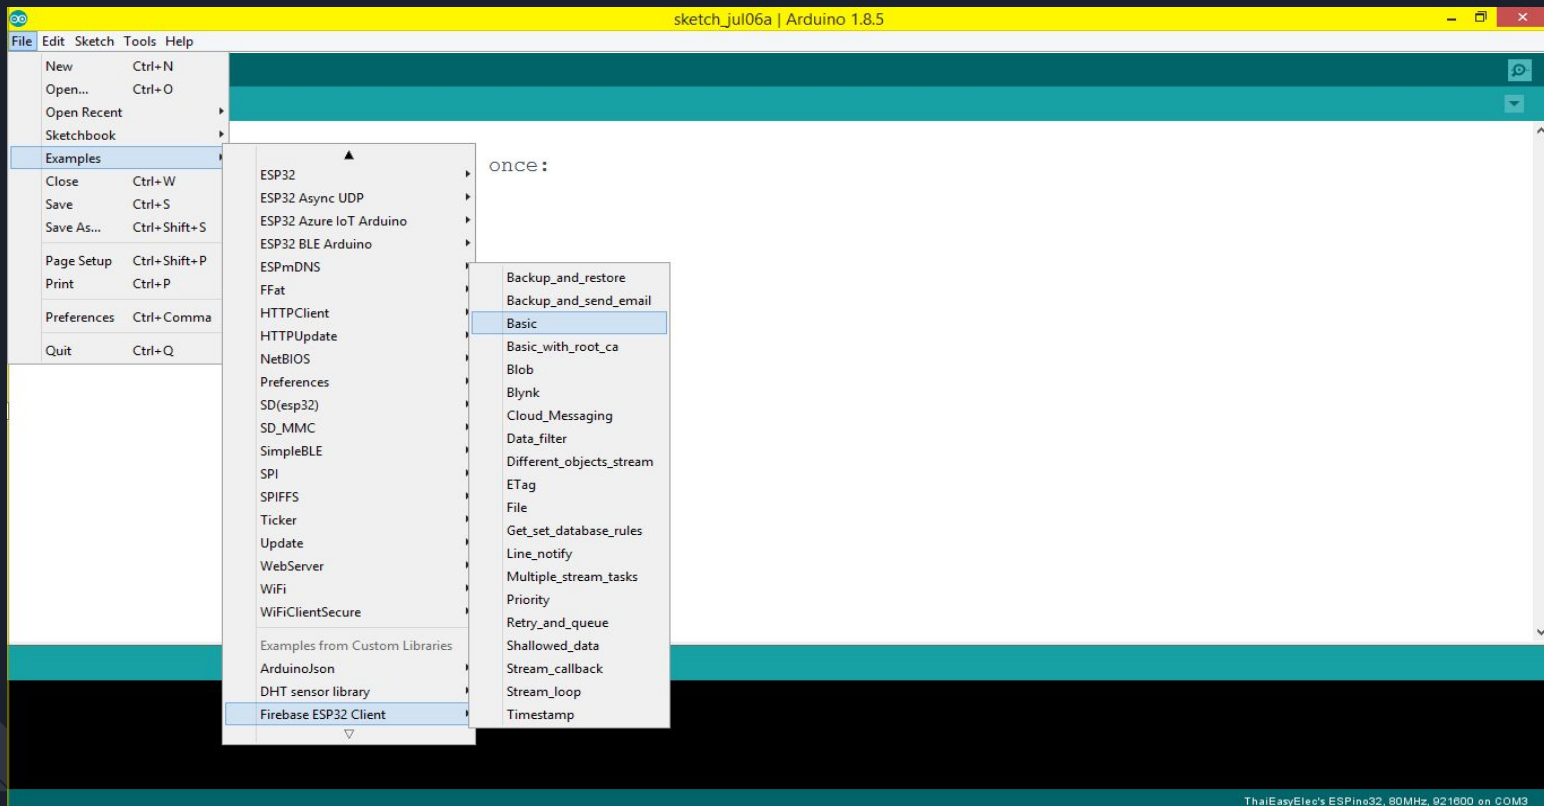 sketch_jul06a | Arduino 1.8.5
File Edit Sketch Tools Help
New Ctrl+N
Open... Ctrl+O
Open Recent
Sketchbook
Examples
Close Ctrl+W
Save Ctrl+S
Save As... Ctrl+Shift+S
Page Setup Ctrl+Shift+P
Print Ctrl+P
Preferences Ctrl+Comma
Quit Ctrl+Q
once:
ESP32
ESP32 Async UDP
ESP32 Azure IoT Arduino
ESP32 BLE Arduino
ESPmDNS
FFat
HTTPClient
HTTPUpdate
NetBIOS
Preferences
SD(esp32)
SD_MMC
SimpleBLE
SPI
SPIFFS
Ticker
Update
WebServer
WiFi
WiFiClientSecure
Examples from Custom Libraries
ArduinoJson
DHT sensor library
Firebase ESP32 Client
Backup_and_restore
Backup_and_send_email
Basic
Basic_with_root_ca
Blob
Blynk
Cloud_Messaging
Data_filter
Different_objects_stream
ETag
File
Get_set_database_rules
Line_notify
Multiple_stream_tasks
Priority
Retry_and_queue
Shallowed_data
Stream_callback
Stream_loop
Timestamp
ThaiEasyElec's ESPino32, 80MHz, 921600 on COM3